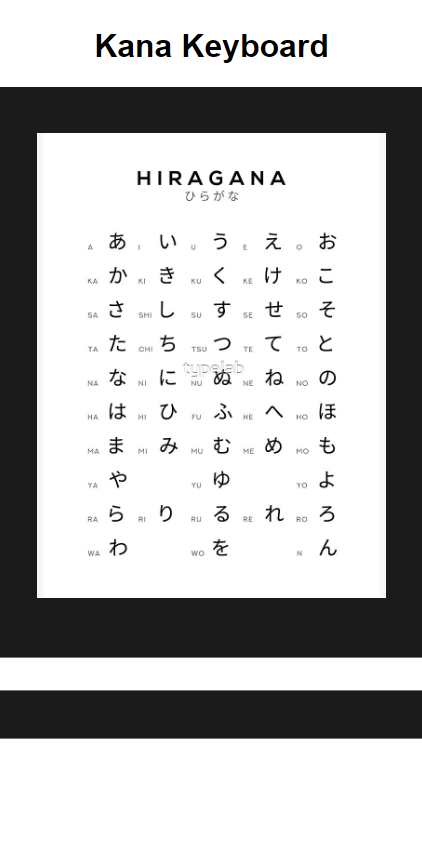 Kana Keyboard
HIRAGANA
ひらがな
A あ I い U う E え O お
KA か KI き KU く KE け KO こ
SA さ SHI し SU す SE せ SO そ
TA た CHI ち TSU つ TE て TO と
typelab
NA な NI に NU ぬ NE ね NO の
HA は HI ひ FU ふ HE へ HO ほ
MA ま MI み MU む ME め MO も
YA や YU ゆ YO よ
RA ら RI り RU る RE れ RO ろ
WA わ WO を N ん